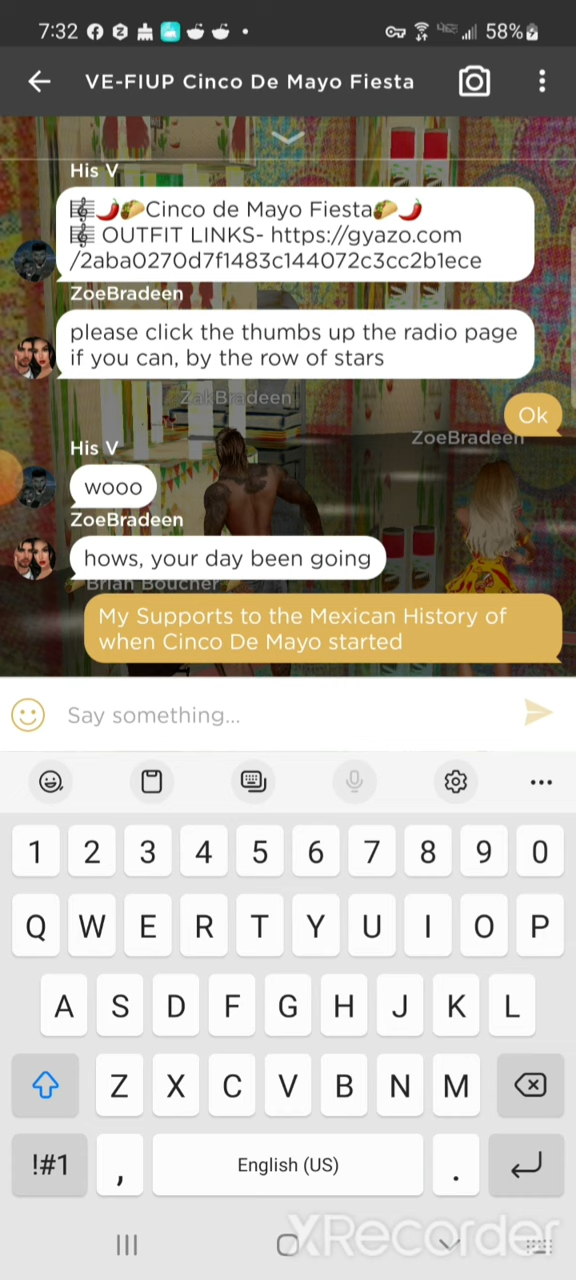 7:32
58%
VE-FIUP Cinco De Mayo Fiesta
His V
🎼🌶️🌮Cinco de Mayo Fiesta🌮🌶️
🎼 OUTFIT LINKS- https://gyazo.com
/2aba0270d7f1483c144072c3cc2b1ece
ZoeBradeen
please click the thumbs up the radio page
if you can, by the row of stars
ZakBradeen
Ok
ZoeBradeen
His V
wooo
ZoeBradeen
hows, your day been going
Brian Boucher
My Supports to the Mexican History of
when Cinco De Mayo started
Say something...
1 2 3 4 5 6 7 8 9 0
Q W E R T Y U I O P
A S D F G H J K L
Z X C V B N M
!#1 , English (US) .
XRecorder